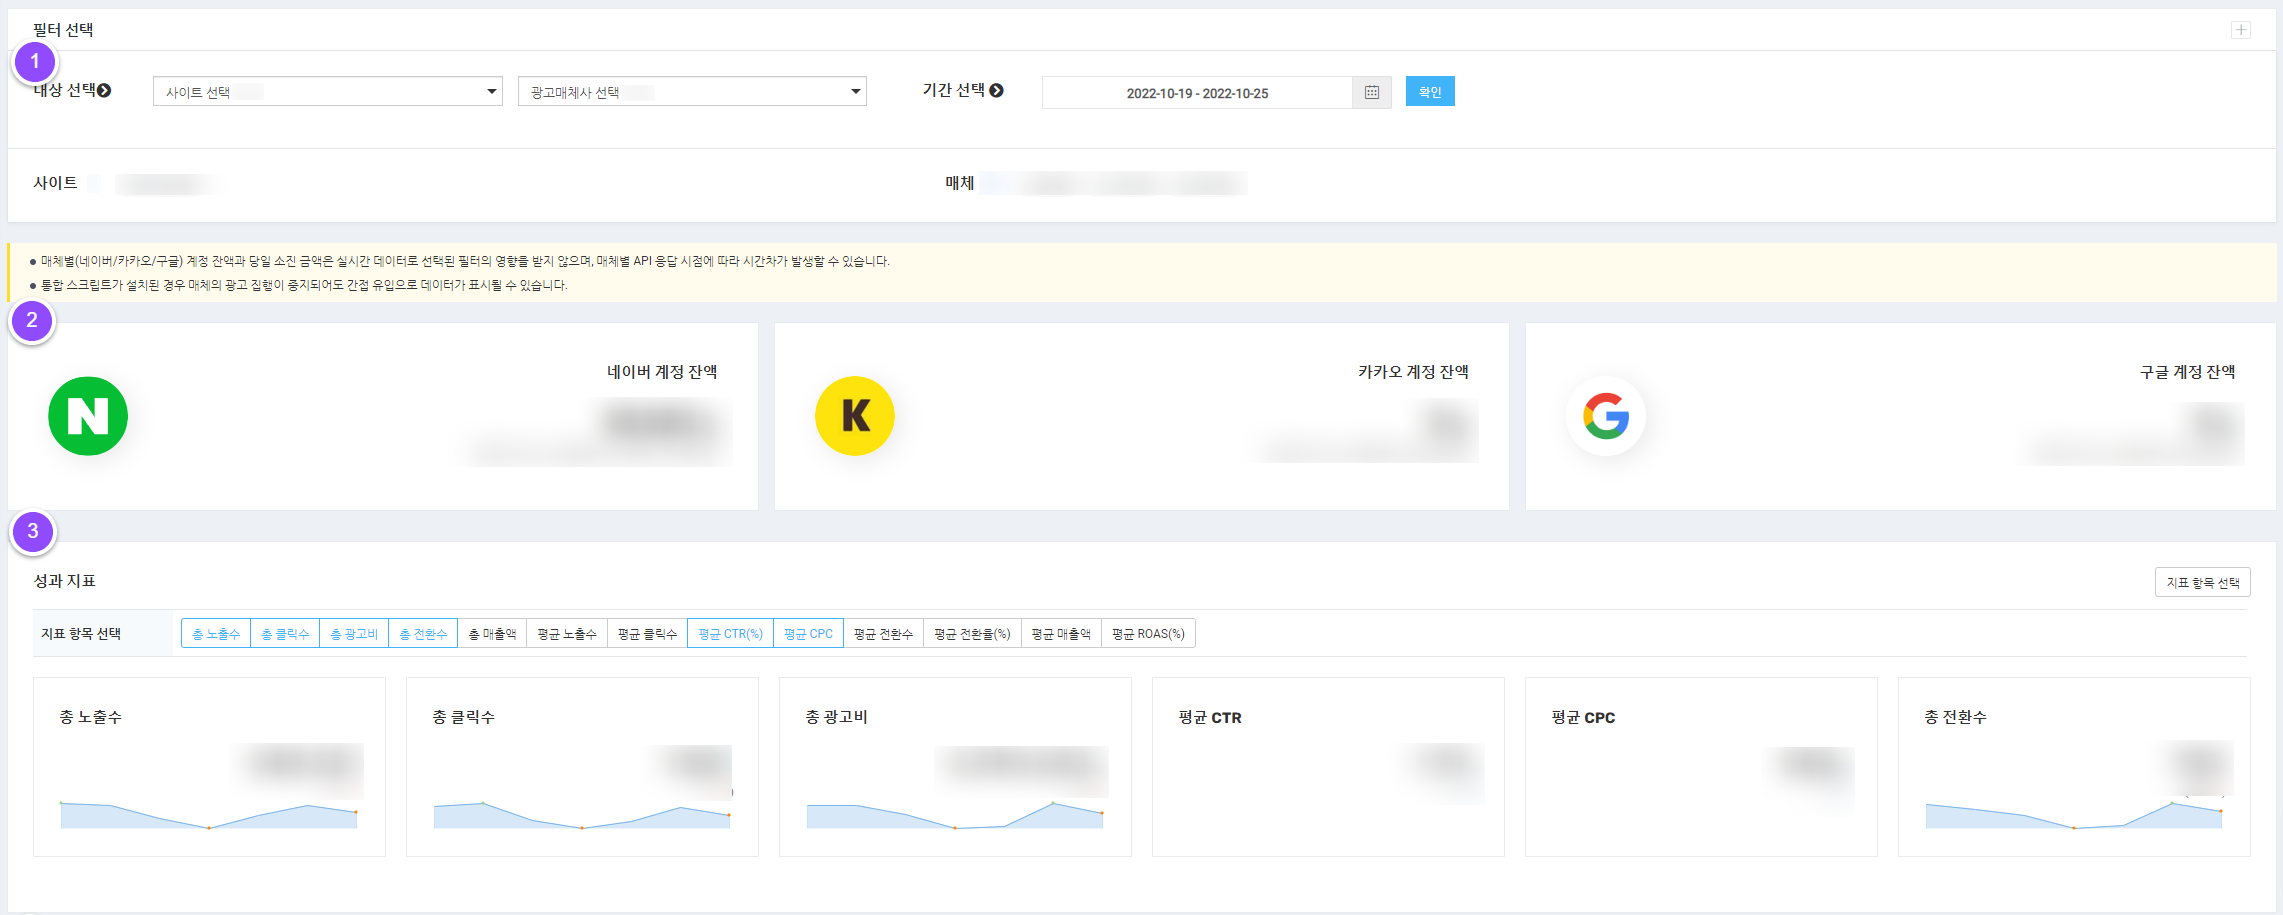 필터 선택
1
대상 선택 사이트 선택 광고매체사 선택 기간 선택 2022-10-19 - 2022-10-25 확인
사이트 매체
매체별(네이버/카카오/구글) 계정 잔액과 당일 소진 금액은 실시간 데이터로 선택된 필터의 영향을 받지 않으며, 매체별 API 응답 시점에 따라 시간차가 발생할 수 있습니다.
통합 스크립트가 설치된 경우 매체의 광고 집행이 중지되어도 간접 유입으로 데이터가 표시될 수 있습니다.
2
네이버 계정 잔액 카카오 계정 잔액 구글 계정 잔액
N K G
3
성과 지표 지표 항목 선택
지표 항목 선택 총 노출수 총 클릭수 총 광고비 총 전환수 총 매출액 평균 노출수 평균 클릭수 평균 CTR(%) 평균 CPC 평균 전환수 평균 전환율(%) 평균 매출액 평균 ROAS(%)
총 노출수 총 클릭수 총 광고비 평균 CTR 평균 CPC 총 전환수